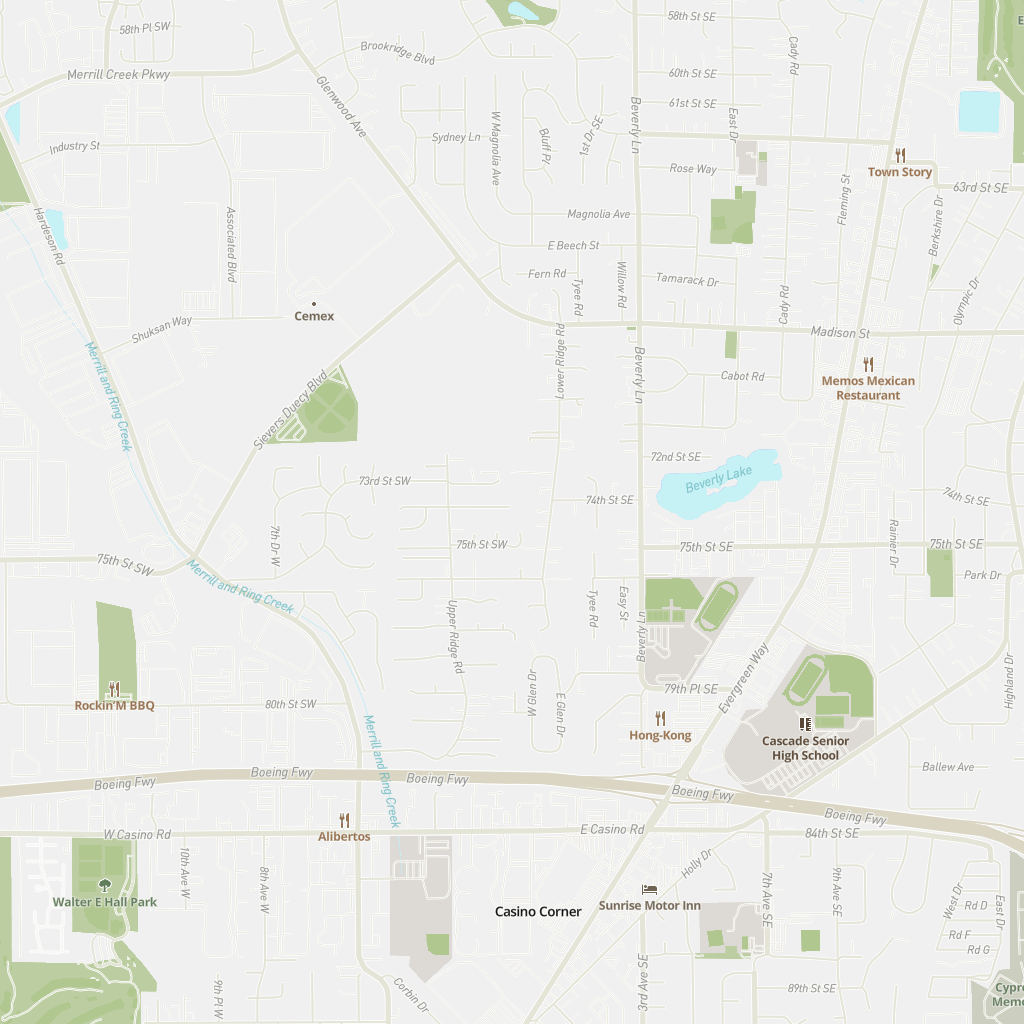 58th Pl SW
58th St SE
E
Cady Rd
Brookridge Blvd
Merrill Creek Pkwy
60th St SE
Glenwood Ave
61st St SE
Beverly Ln
East Dr
W Magnolia Ave
Sydney Ln
Bluff Pl
1st Dr SE
Industry St
Rose Way
Town Story
63rd St SE
Fleming St
Berkshire Dr
Magnolia Ave
Hardeson Rd
Associated Blvd
E Beech St
Fern Rd
Willow Rd
Tyee Rd
Tamarack Dr
Cady Rd
Olympic Dr
Cemex
Shuksan Way
Madison St
Lower Ridge Rd
Beverly Ln
Merrill and Ring Creek
Cabot Rd
Memos Mexican
Restaurant
Sievers Duecy Blvd
72nd St SE
Beverly Lake
73rd St SW
74th St SE
74th St SE
7th Dr W
75th St SW
75th St SE
Rainier Dr
75th St SE
75th St SW
Park Dr
Merrill and Ring Creek
Upper Ridge Rd
Tyee Rd
Easy St
Beverly Ln
Evergreen Way
Highland Dr
79th Pl SE
Rockin'M BBQ
80th St SW
W Glen Dr
E Glen Dr
Hong-Kong
Cascade Senior
High School
Merrill and Ring Creek
Ballew Ave
Boeing Fwy
Boeing Fwy
Boeing Fwy
Boeing Fwy
Boeing Fwy
W Casino Rd
Alibertos
E Casino Rd
84th St SE
10th Ave W
8th Ave W
Holly Dr
7th Ave SE
9th Ave SE
Walter E Hall Park
Sunrise Motor Inn
Casino Corner
West Dr
Rd D
East Dr
Rd F
Rd G
9th Pl W
Corbin Dr
3rd Ave SE
89th St SE
Cypre
Memo